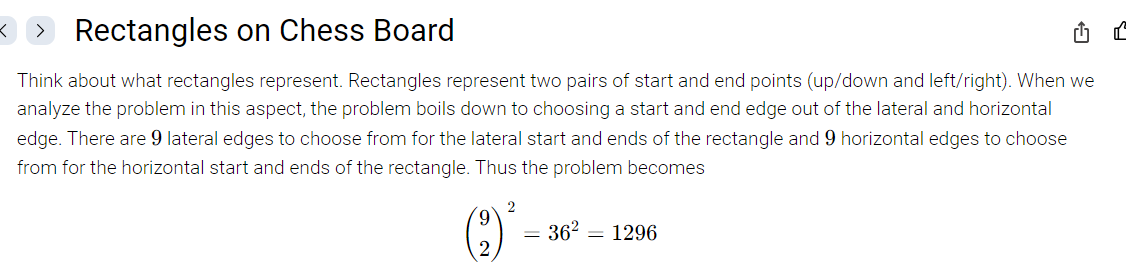 Rectangles on Chess Board
Think about what rectangles represent. Rectangles represent two pairs of start and end points (up/down and left/right). When we
analyze the problem in this aspect, the problem boils down to choosing a start and end edge out of the lateral and horizontal
edge. There are 9 lateral edges to choose from for the lateral start and ends of the rectangle and 9 horizontal edges to choose
from for the horizontal start and ends of the rectangle. Thus the problem becomes
(9 2)² = 36² = 1296